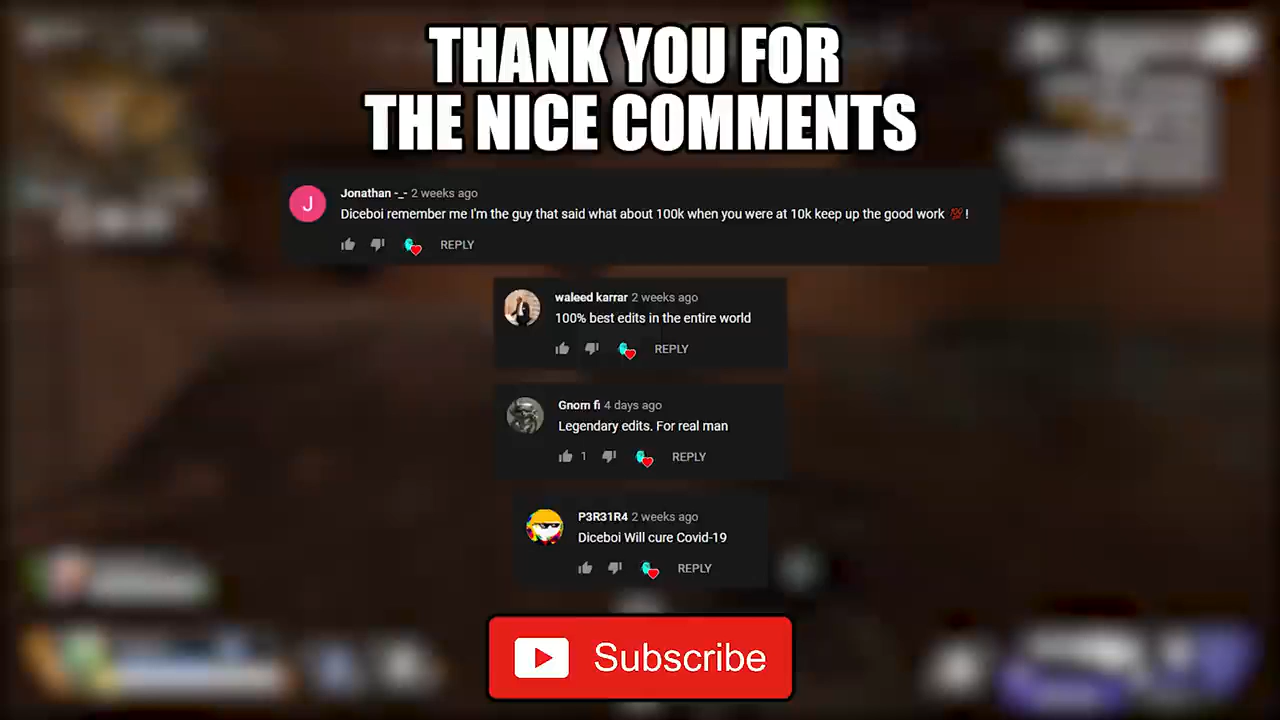 THANK YOU FOR
THE NICE COMMENTS
J
Jonathan -_- 2 weeks ago
Diceboi remember me I'm the guy that said what about 100k when you were at 10k keep up the good work 💯!
REPLY
waleed karrar 2 weeks ago
100% best edits in the entire world
REPLY
Gnom fi 4 days ago
Legendary edits. For real man
1 REPLY
P3R31R4 2 weeks ago
Diceboi Will cure Covid-19
REPLY
Subscribe